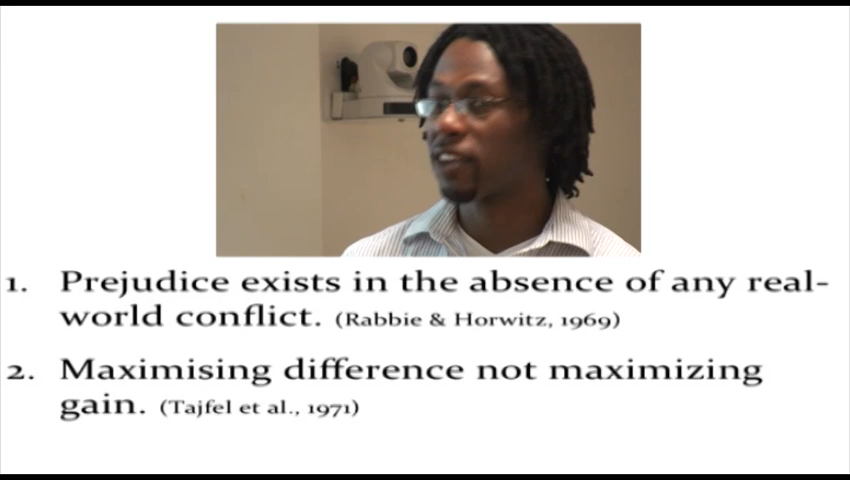 1. Prejudice exists in the absence of any real-
world conflict. (Rabbie & Horwitz, 1969)
2. Maximising difference not maximizing
gain. (Tajfel et al., 1971)